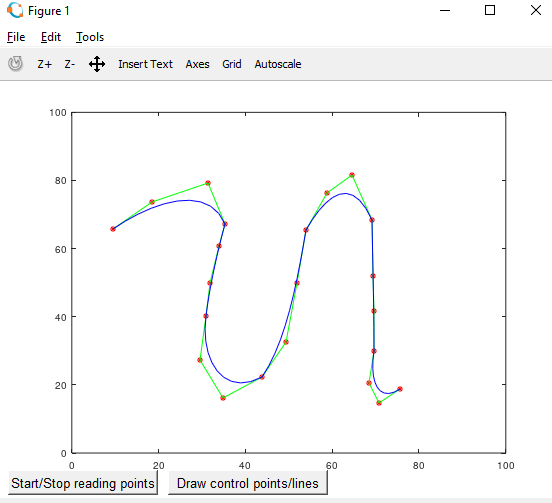 Figure 1
File Edit Tools
Z+ Z- Insert Text Axes Grid Autoscale
100
80
60
40
20
0
0 20 40 60 80 100
Start/Stop reading points Draw control points/lines